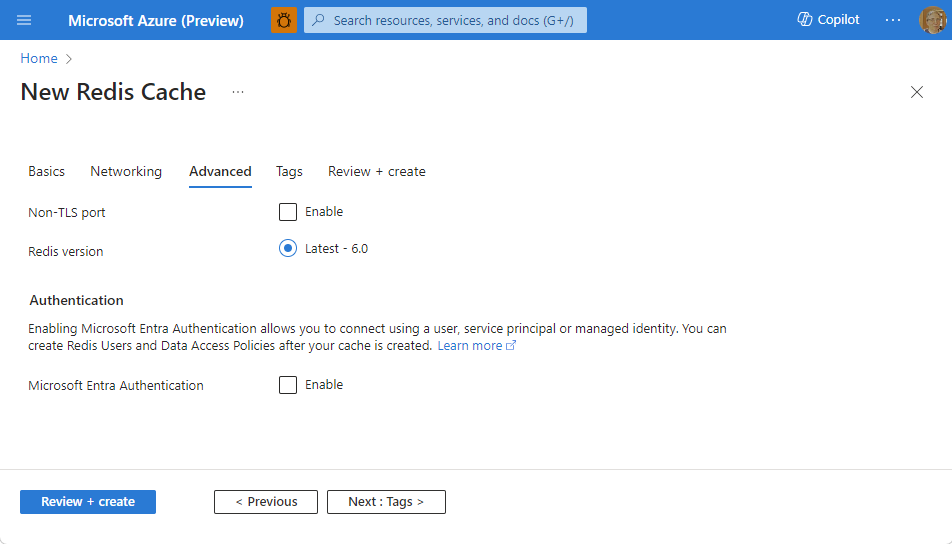 Microsoft Azure (Preview) Search resources, services, and docs (G+/) Copilot ...
Home >
New Redis Cache ...
Basics Networking Advanced Tags Review + create
Non-TLS port Enable
Redis version Latest - 6.0
Authentication
Enabling Microsoft Entra Authentication allows you to connect using a user, service principal or managed identity. You can
create Redis Users and Data Access Policies after your cache is created. Learn more
Microsoft Entra Authentication Enable
Review + create < Previous Next : Tags >